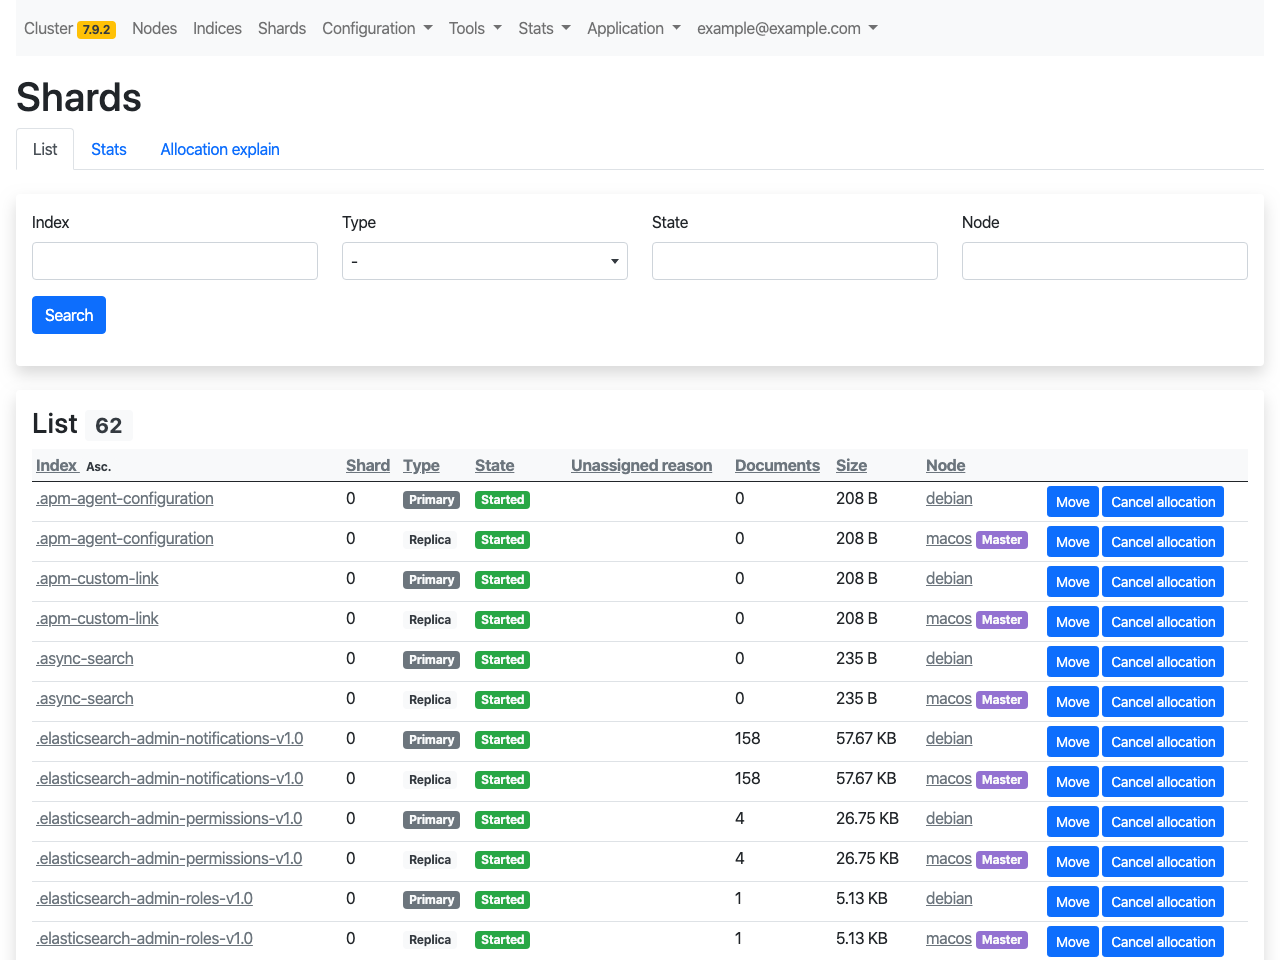 Cluster 7.9.2 Nodes Indices Shards Configuration Tools Stats Application example@example.com
Shards
List Stats Allocation explain
Index Type State Node
-
Search
List 62
Index Asc. Shard Type State Unassigned reason Documents Size Node
.apm-agent-configuration 0 Primary Started 0 208 B debian Move Cancel allocation
.apm-agent-configuration 0 Replica Started 0 208 B macos Master Move Cancel allocation
.apm-custom-link 0 Primary Started 0 208 B debian Move Cancel allocation
.apm-custom-link 0 Replica Started 0 208 B macos Master Move Cancel allocation
.async-search 0 Primary Started 0 235 B debian Move Cancel allocation
.async-search 0 Replica Started 0 235 B macos Master Move Cancel allocation
.elasticsearch-admin-notifications-v1.0 0 Primary Started 158 57.67 KB debian Move Cancel allocation
.elasticsearch-admin-notifications-v1.0 0 Replica Started 158 57.67 KB macos Master Move Cancel allocation
.elasticsearch-admin-permissions-v1.0 0 Primary Started 4 26.75 KB debian Move Cancel allocation
.elasticsearch-admin-permissions-v1.0 0 Replica Started 4 26.75 KB macos Master Move Cancel allocation
.elasticsearch-admin-roles-v1.0 0 Primary Started 1 5.13 KB debian Move Cancel allocation
.elasticsearch-admin-roles-v1.0 0 Replica Started 1 5.13 KB macos Master Move Cancel allocation